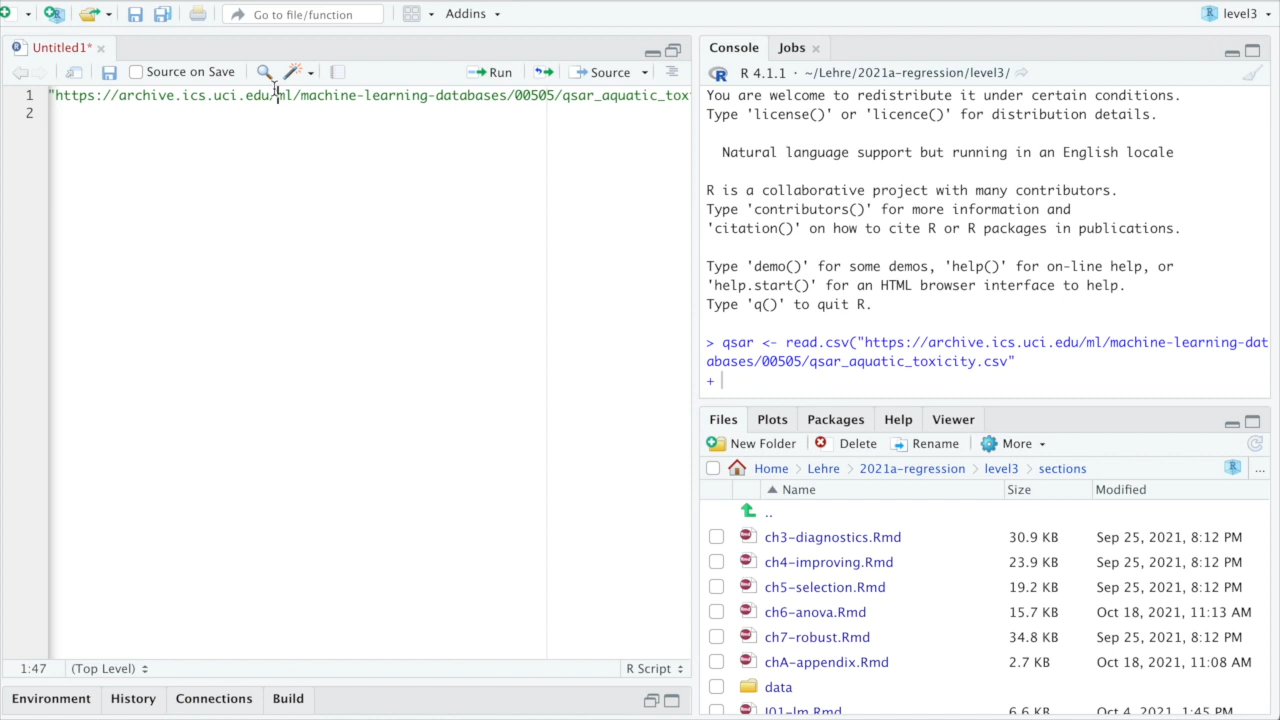 Go to file/function
Addins
level3
Untitled1*
Source on Save
Run
Source
1 "https://archive.ics.uci.edu/ml/machine-learning-databases/00505/qsar_aquatic_tox
2
1:47
(Top Level)
R Script
Environment
History
Connections
Build
Console
Jobs
R 4.1.1 · ~/Lehre/2021a-regression/level3/
You are welcome to redistribute it under certain conditions.
Type 'license()' or 'licence()' for distribution details.
Natural language support but running in an English locale
R is a collaborative project with many contributors.
Type 'contributors()' for more information and
'citation()' on how to cite R or R packages in publications.
Type 'demo()' for some demos, 'help()' for on-line help, or
'help.start()' for an HTML browser interface to help.
Type 'q()' to quit R.
> qsar <- read.csv("https://archive.ics.uci.edu/ml/machine-learning-dat
abases/00505/qsar_aquatic_toxicity.csv"
+
Files
Plots
Packages
Help
Viewer
New Folder
Delete
Rename
More
Home > Lehre > 2021a-regression > level3 > sections
...
Name Size Modified
..
ch3-diagnostics.Rmd 30.9 KB Sep 25, 2021, 8:12 PM
ch4-improving.Rmd 23.9 KB Sep 25, 2021, 8:12 PM
ch5-selection.Rmd 19.2 KB Sep 25, 2021, 8:12 PM
ch6-anova.Rmd 15.7 KB Oct 18, 2021, 11:13 AM
ch7-robust.Rmd 34.8 KB Sep 25, 2021, 8:12 PM
chA-appendix.Rmd 2.7 KB Oct 18, 2021, 11:08 AM
data
6.6 KB Oct 4, 2021, 1:45 PM